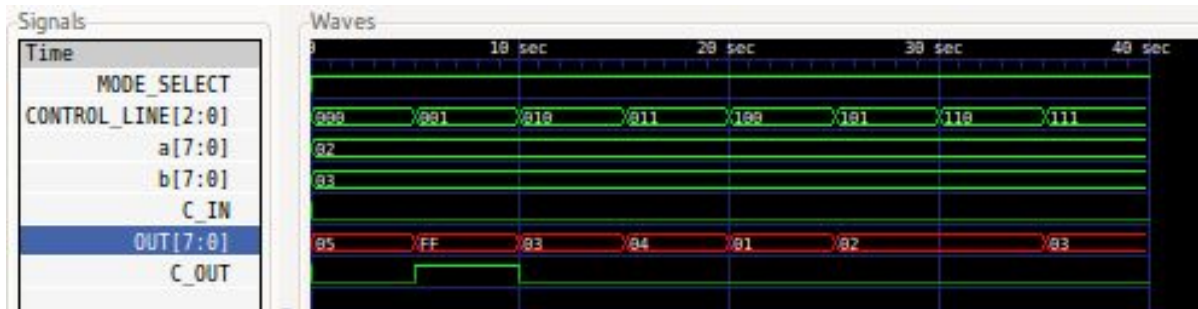 Signals Waves
Time 0 10 sec 20 sec 30 sec 40 sec
MODE_SELECT
CONTROL_LINE[2:0] 000 001 010 011 100 101 110 111
a[7:0] 02
b[7:0] 03
C_IN
OUT[7:0] 05 FF 03 04 01 02 03
C_OUT